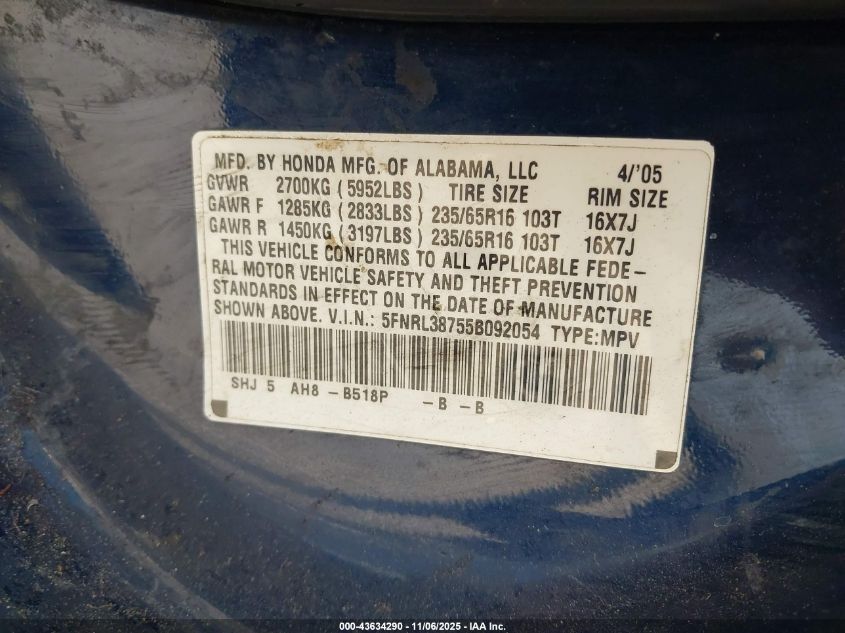 MFD. BY HONDA MFG. OF ALABAMA, LLC 4/'05
GVWR 2700KG (5952LBS) TIRE SIZE RIM SIZE
GAWR F 1285KG (2833LBS) 235/65R16 103T 16X7J
GAWR R 1450KG (3197LBS) 235/65R16 103T 16X7J
THIS VEHICLE CONFORMS TO ALL APPLICABLE FEDE-
RAL MOTOR VEHICLE SAFETY AND THEFT PREVENTION
STANDARDS IN EFFECT ON THE DATE OF MANUFACTURE
SHOWN ABOVE. V.I.N.: 5FNRL38755B092054 TYPE:MPV
SHJ 5 AH8 -B518P -B -B
000-43634290 - 11/06/2025 - IAA Inc.